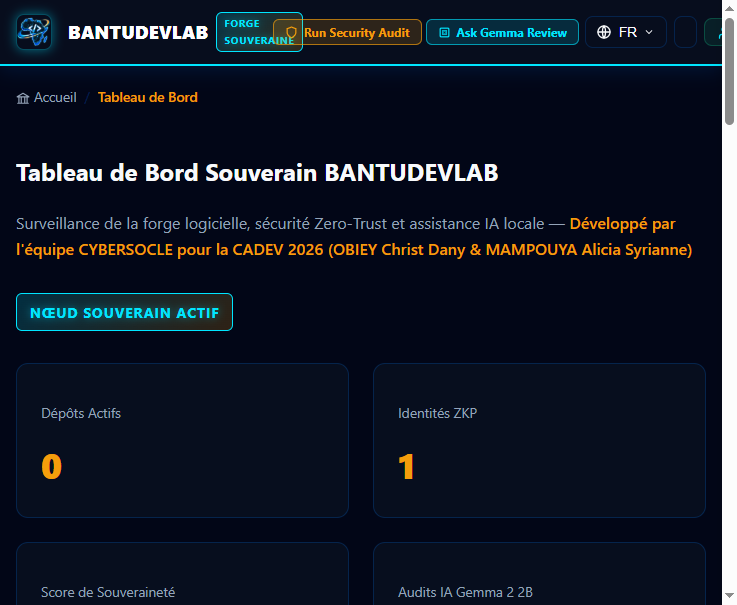 BANTUDEVLAB
FORGE
SOUVERAINE
Run Security Audit
Ask Gemma Review
FR
Accueil / Tableau de Bord
Tableau de Bord Souverain BANTUDEVLAB
Surveillance de la forge logicielle, sécurité Zero-Trust et assistance IA locale — Développé par
l'équipe CYBERSOCLE pour la CADEV 2026 (OBIEY Christ Dany & MAMPOUYA Alicia Syrianne)
NŒUD SOUVERAIN ACTIF
Dépôts Actifs
0
Identités ZKP
1
Score de Souveraineté
Audits IA Gemma 2 2B